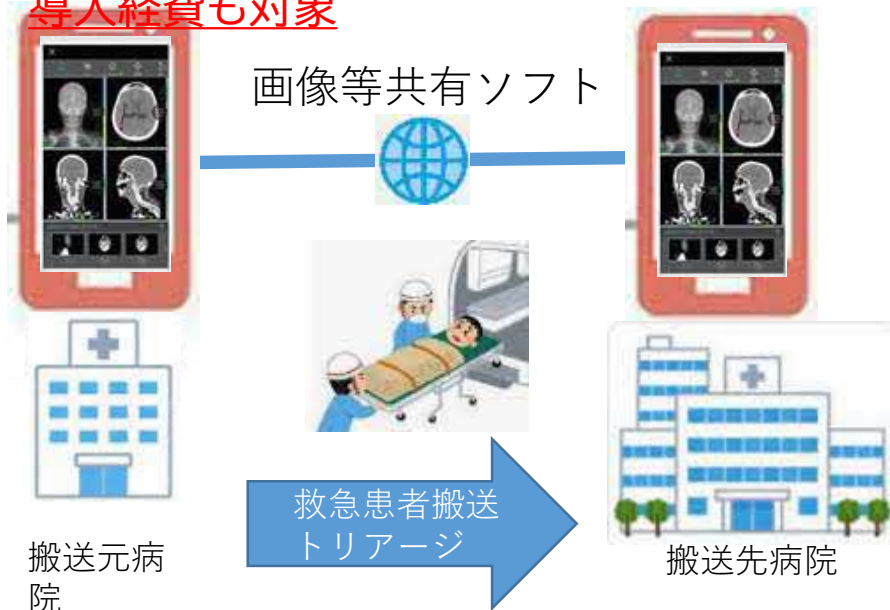 導入経費も対象
画像等共有ソフト
救急患者搬送
トリアージ
搬送元病
院
搬送先病院